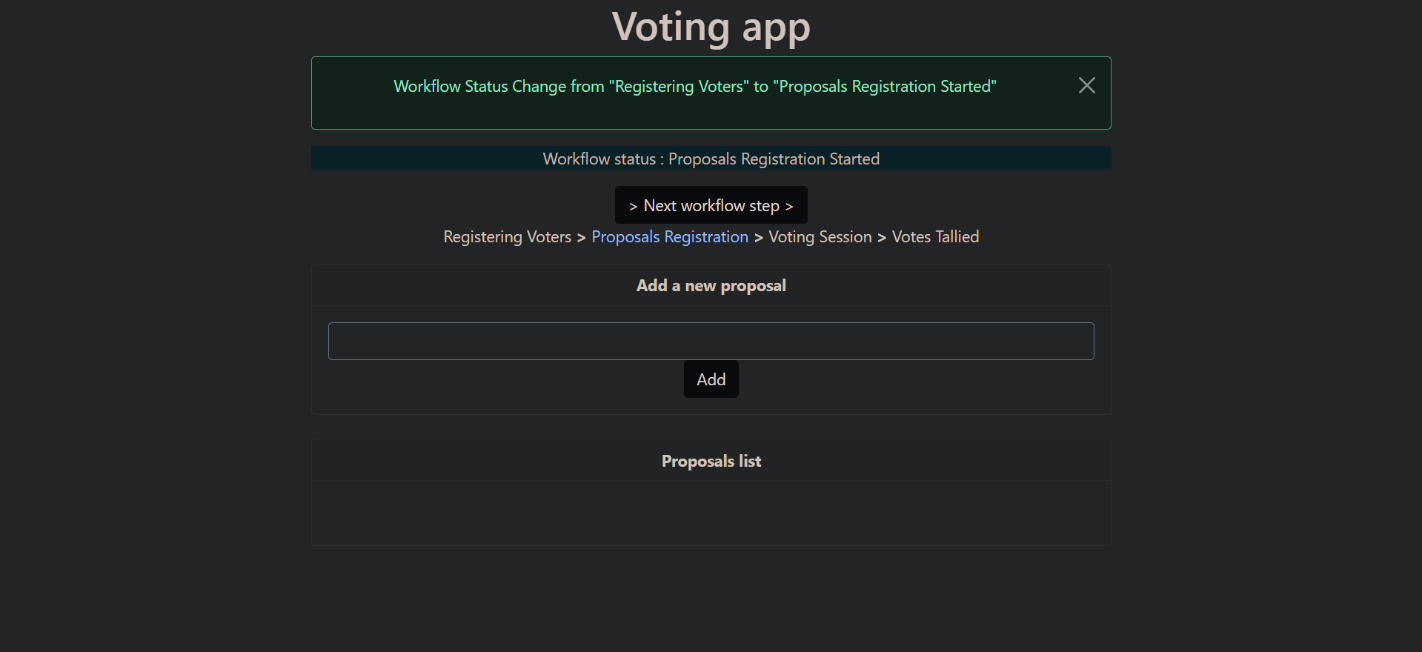 Voting app
Workflow Status Change from "Registering Voters" to "Proposals Registration Started"
Workflow status : Proposals Registration Started
> Next workflow step >
Registering Voters > Proposals Registration > Voting Session > Votes Tallied
Add a new proposal
Add
Proposals list